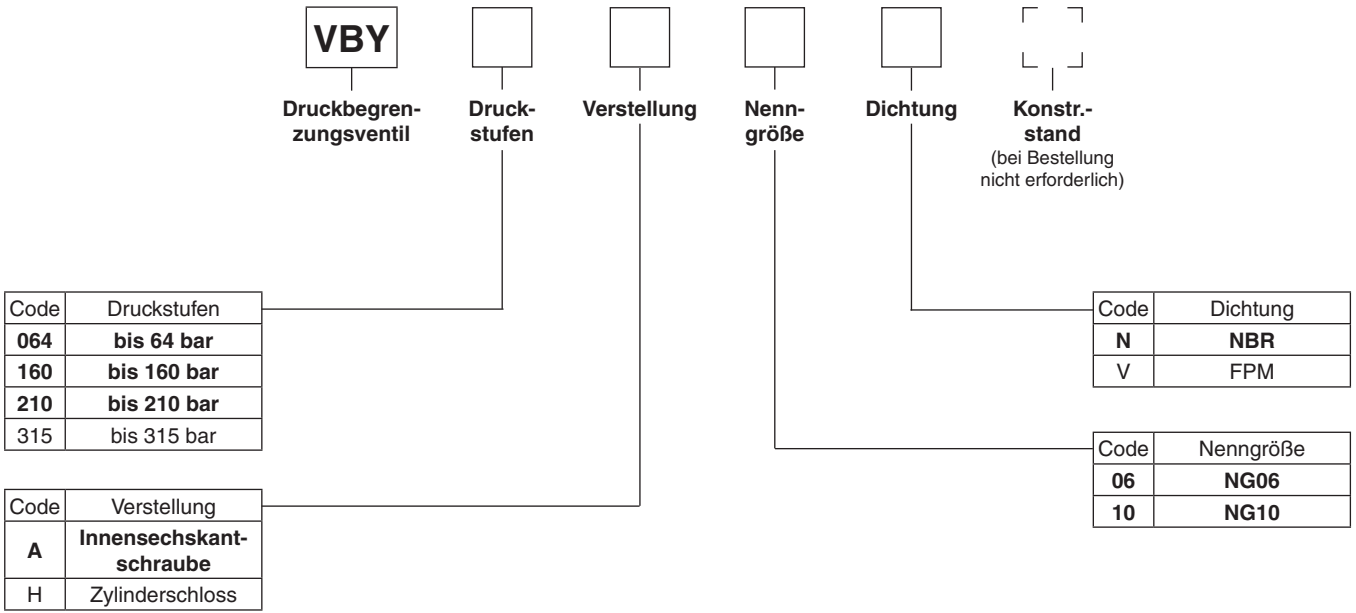 VBY
Druckbegren-
zungsventil
Druck-
stufen
Verstellung
Nenn-
größe
Dichtung
Konstr.-
stand
(bei Bestellung
nicht erforderlich)
Code Druckstufen
064 bis 64 bar
160 bis 160 bar
210 bis 210 bar
315 bis 315 bar
Code Verstellung
A Innensechskant-
schraube
H Zylinderschloss
Code Dichtung
N NBR
V FPM
Code Nenngröße
06 NG06
10 NG10